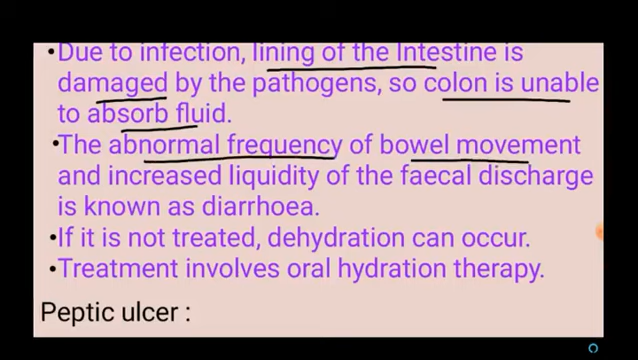 •Due to infection, lining of the Intestine is
damaged by the pathogens, so colon is unable
to absorb fluid.
•The abnormal frequency of bowel movement
and increased liquidity of the faecal discharge
is known as diarrhoea.
•If it is not treated, dehydration can occur.
•Treatment involves oral hydration therapy.
Peptic ulcer :